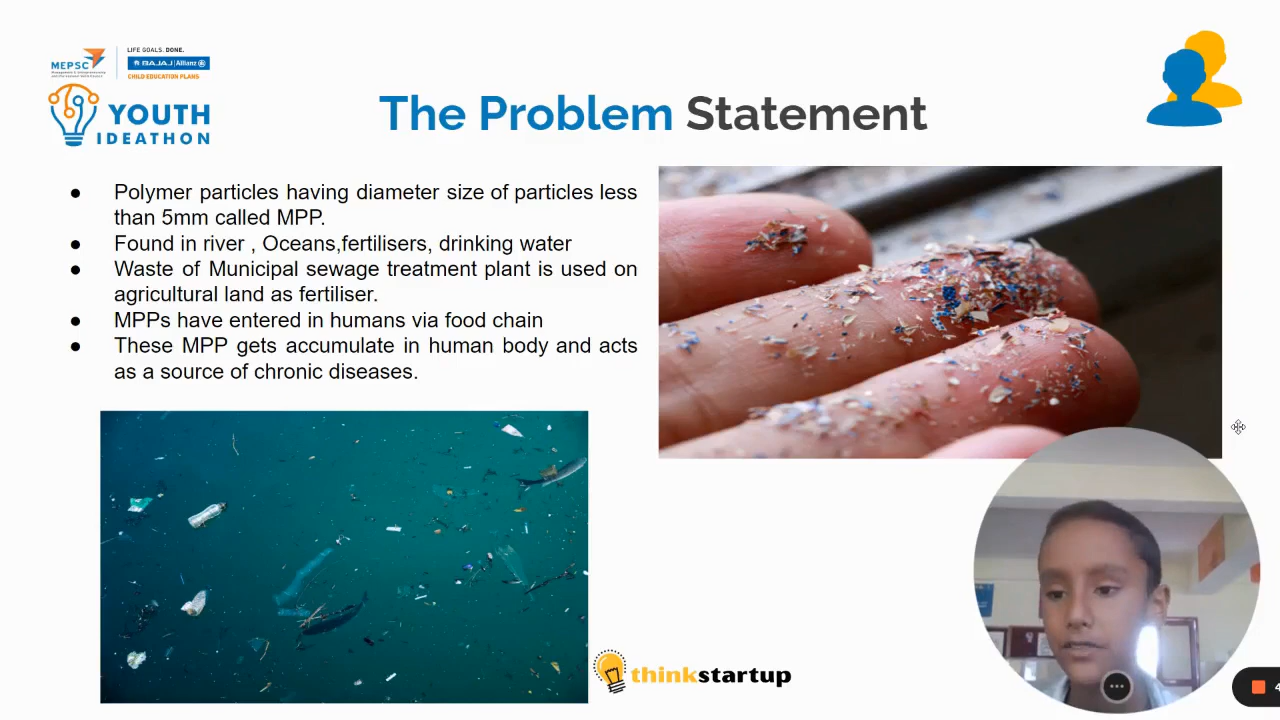 MEPSC
LIFE GOALS. DONE.
BAJAJ Allianz
CHILD EDUCATION PLANS
YOUTH
IDEATHON
The Problem Statement
● Polymer particles having diameter size of particles less
than 5mm called MPP.
● Found in river , Oceans,fertilisers, drinking water
● Waste of Municipal sewage treatment plant is used on
agricultural land as fertiliser.
● MPPs have entered in humans via food chain
● These MPP gets accumulate in human body and acts
as a source of chronic diseases.
thinkstartup